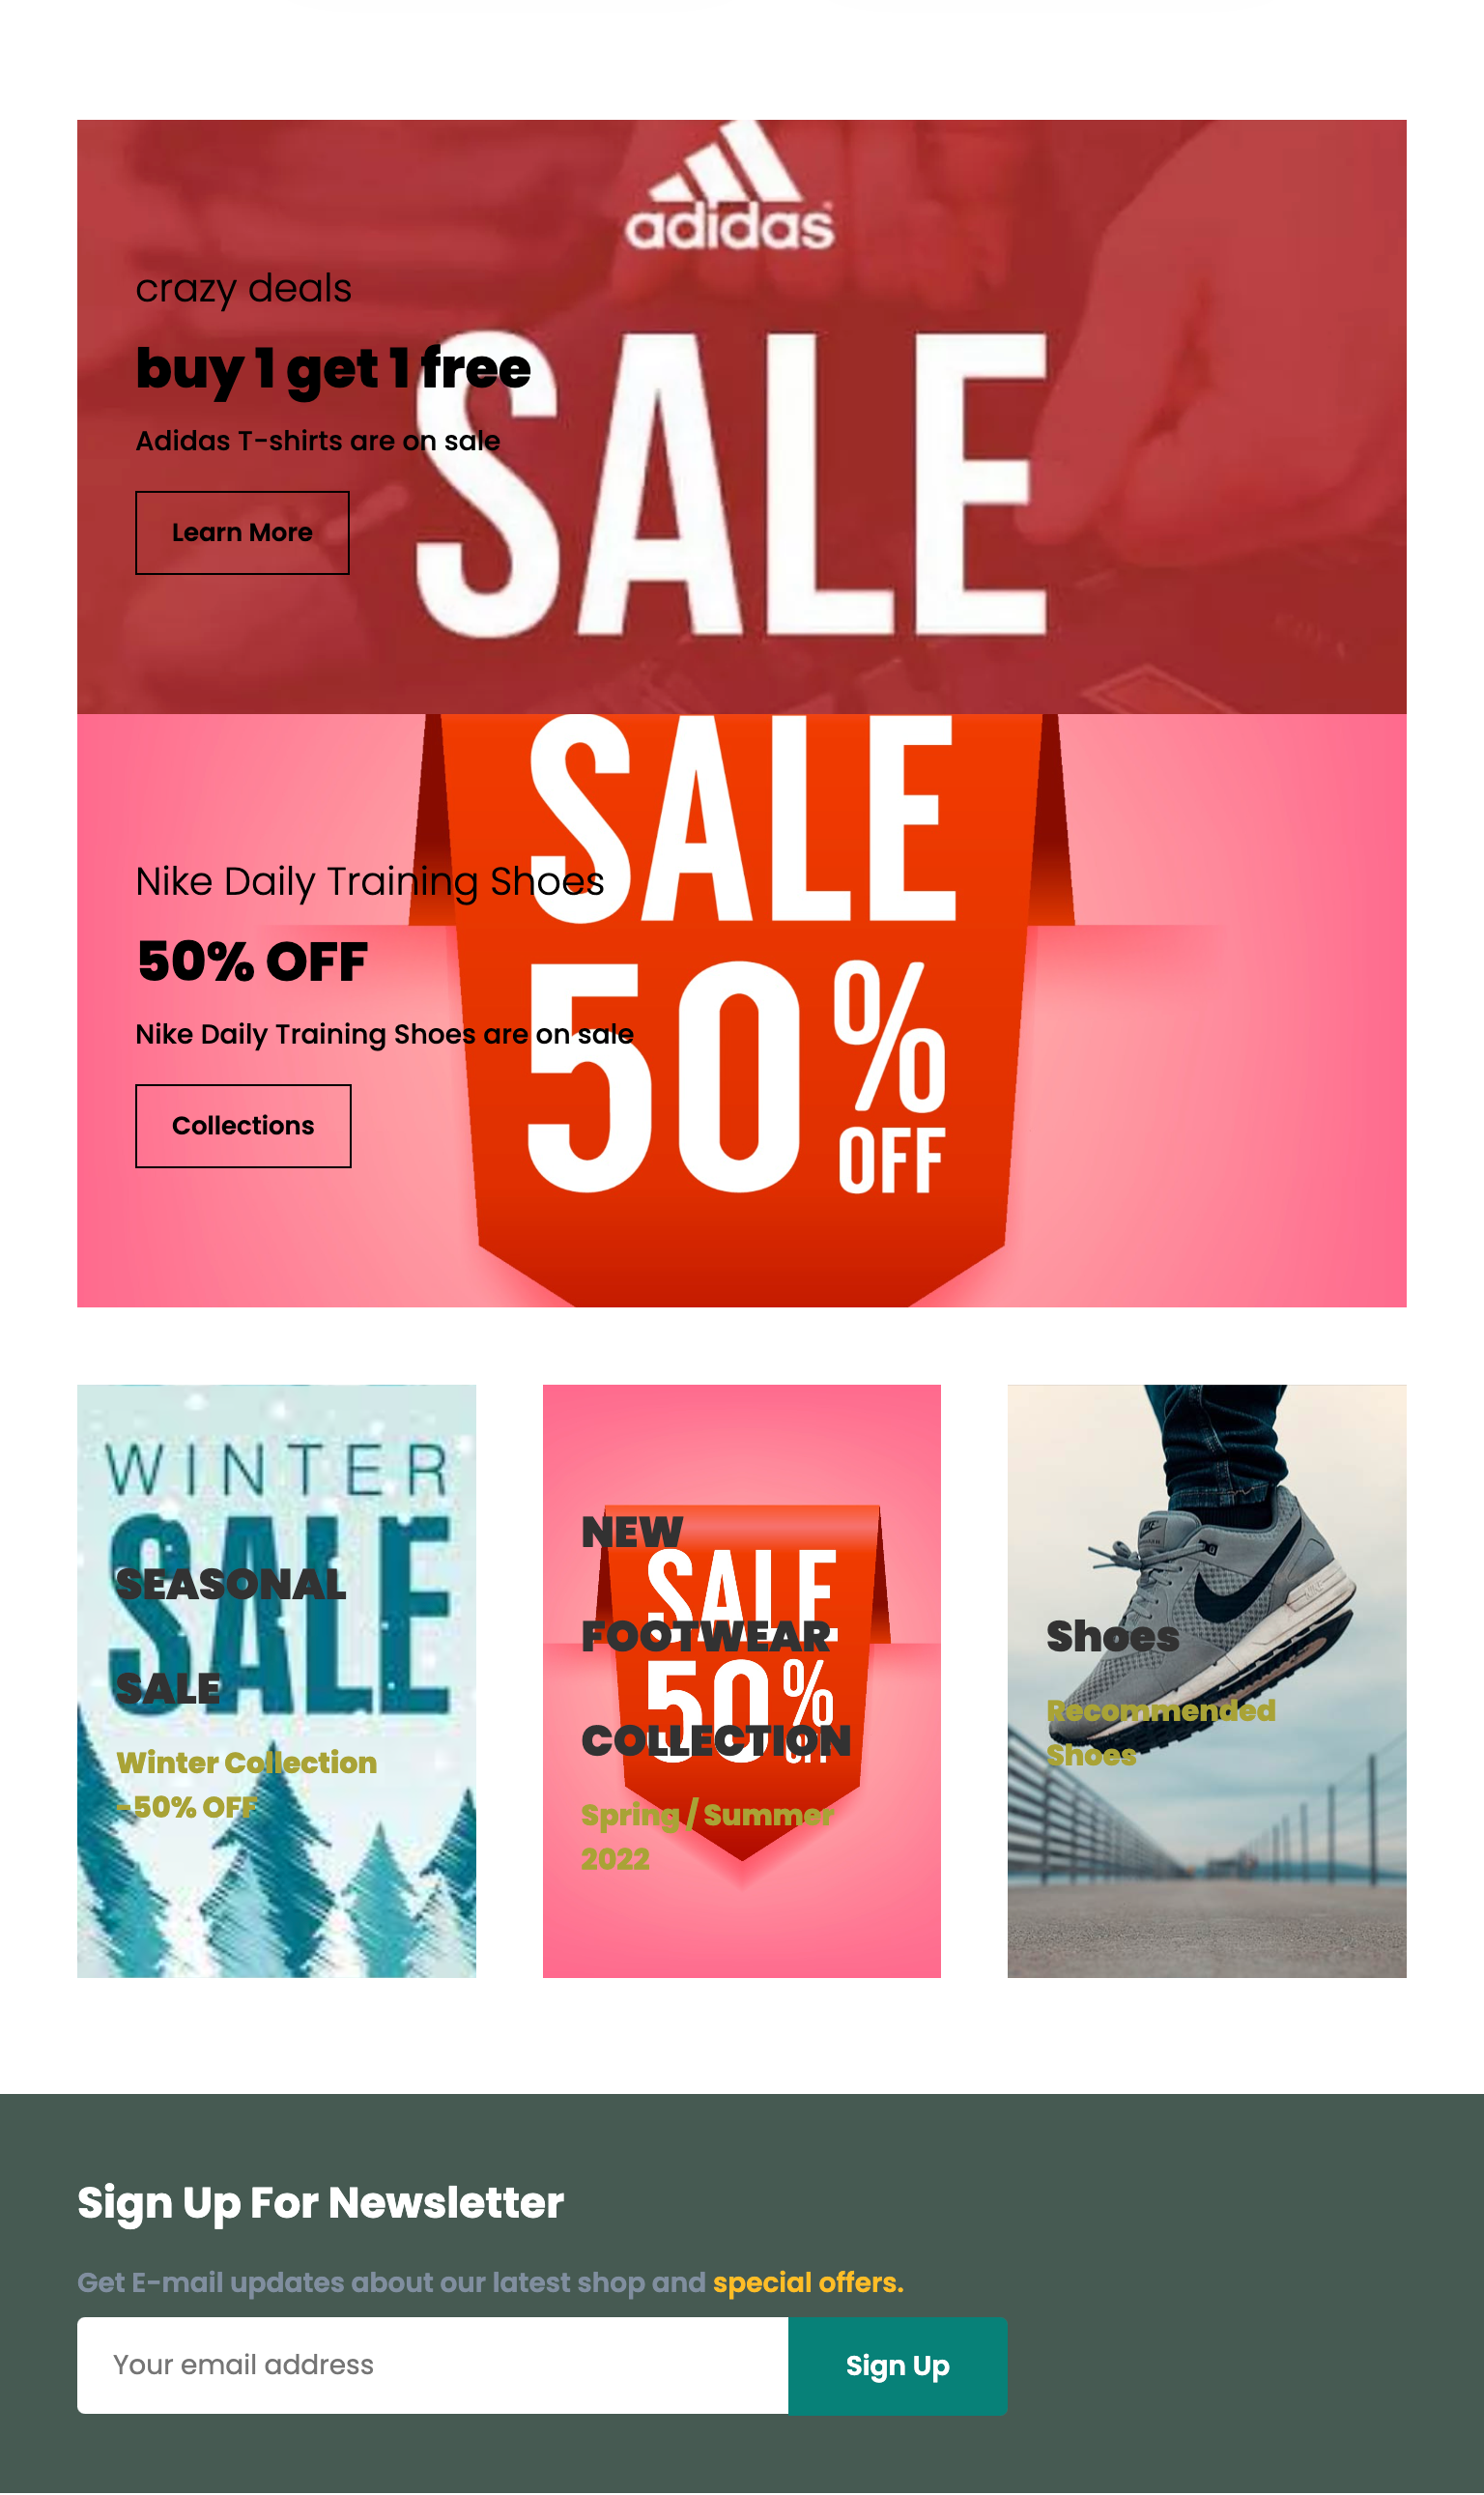 adidas
crazy deals
buy 1 get 1 free
Adidas T-shirts are on sale
Learn More
SALE
SALE
Nike Daily Training Shoes
50% OFF
Nike Daily Training Shoes are on sale
Collections
50%
OFF
WINTER
SALE
SEASONAL
SALE
Winter Collection
-50% OFF
NEW
SALE
FOOTWEAR
50%
COLLECTION
OFF
Spring / Summer
2022
Shoes
Recommended
Shoes
Sign Up For Newsletter
Get E-mail updates about our latest shop and special offers.
Your email address
Sign Up